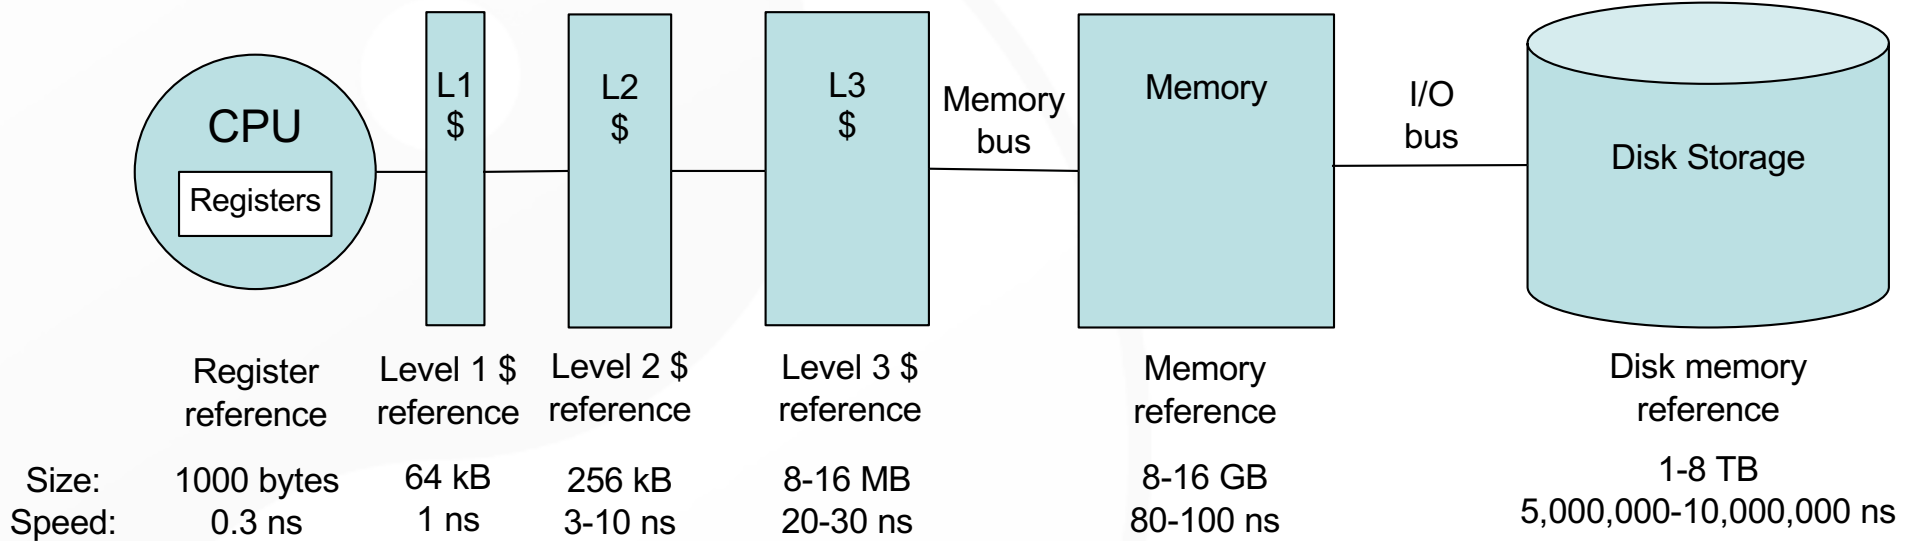 CPU
Registers
L1
$
L2
$
L3
$
Memory
bus
Memory
I/O
bus
Disk Storage
Register
reference
Level 1 $
reference
Level 2 $
reference
Level 3 $
reference
Memory
reference
Disk memory
reference
Size: 1000 bytes 64 kB 256 kB 8-16 MB 8-16 GB 1-8 TB
Speed: 0.3 ns 1 ns 3-10 ns 20-30 ns 80-100 ns 5,000,000-10,000,000 ns